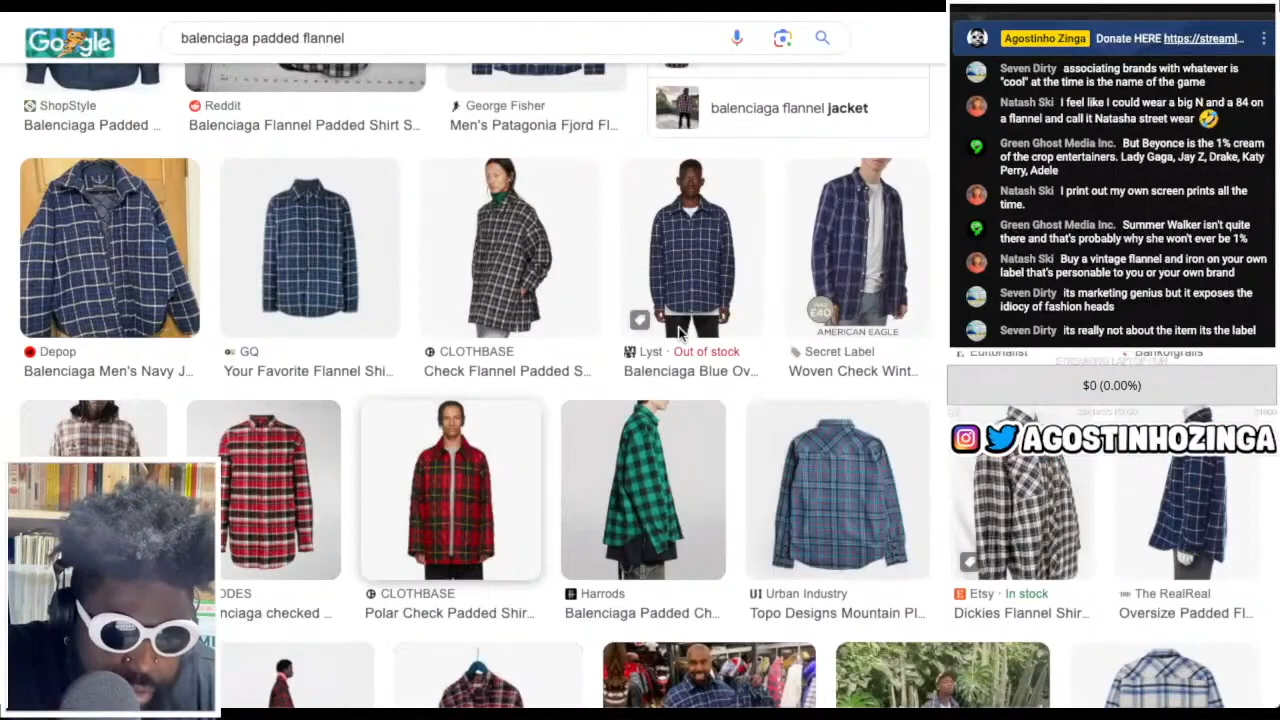 Google
balenciaga padded flannel
ShopStyle
Balenciaga Padded ...
Reddit
Balenciaga Flannel Padded Shirt S...
George Fisher
Men's Patagonia Fjord Fl...
balenciaga flannel jacket
Depop
Balenciaga Men's Navy J...
GQ
Your Favorite Flannel Shi...
CLOTHBASE
Check Flannel Padded S...
Lyst · Out of stock
Balenciaga Blue Ov...
WAS
£40
AMERICAN EAGLE
Secret Label
Woven Check Wint...
ODES
nciaga checked ...
CLOTHBASE
Polar Check Padded Shir...
Harrods
Balenciaga Padded Ch...
Urban Industry
Topo Designs Mountain Pl...
Etsy · In stock
Dickies Flannel Shir...
The RealReal
Oversize Padded Fl...
Agostinho Zinga Donate HERE https://streaml...
Seven Dirty associating brands with whatever is
"cool" at the time is the name of the game
Natash Ski I feel like I could wear a big N and a 84 on
a flannel and call it Natasha street wear 🤣
Green Ghost Media Inc. But Beyonce is the 1% cream
of the crop entertainers. Lady Gaga, Jay Z, Drake, Katy
Perry, Adele
Natash Ski I print out my own screen prints all the
time.
Green Ghost Media Inc. Summer Walker isn't quite
there and that's probably why she won't ever be 1%
Natash Ski Buy a vintage flannel and iron on your own
label that's personable to you or your own brand
Seven Dirty its marketing genius but it exposes the
idiocy of fashion heads
Seven Dirty its really not about the item its the label
Editorialist
$0 (0.00%)
AGOSTINHOZINGA